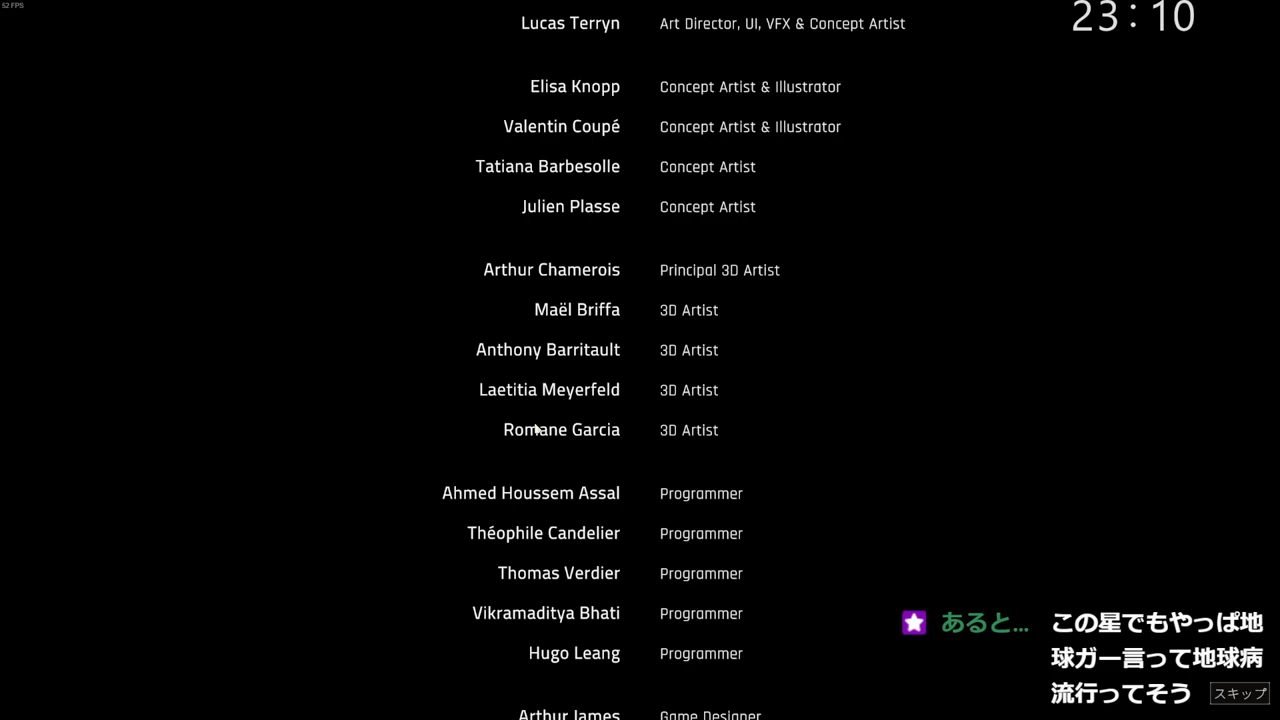 52 FPS
23:10
Lucas Terryn Art Director, UI, VFX & Concept Artist
Elisa Knopp Concept Artist & Illustrator
Valentin Coupé Concept Artist & Illustrator
Tatiana Barbesolle Concept Artist
Julien Plasse Concept Artist
Arthur Chamerois Principal 3D Artist
Maël Briffa 3D Artist
Anthony Barritault 3D Artist
Laetitia Meyerfeld 3D Artist
Romane Garcia 3D Artist
Ahmed Houssem Assal Programmer
Théophile Candelier Programmer
Thomas Verdier Programmer
Vikramaditya Bhati Programmer
Hugo Leang Programmer
Arthur James Game Designer
あると... この星でもやっぱ地
球ガー言って地球病
流行ってそう
スキップ